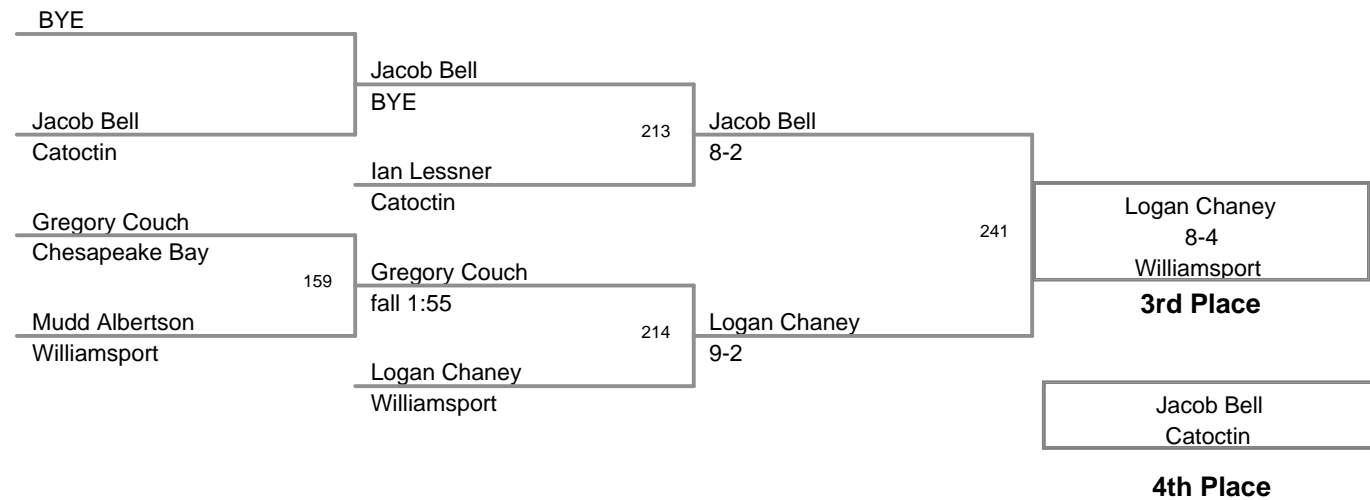 BYE
Jacob Bell
BYE
Jacob Bell
Catoctin
213
Jacob Bell
8-2
Ian Lessner
Catoctin
Gregory Couch
Chesapeake Bay
159
Gregory Couch
fall 1:55
Mudd Albertson
Williamsport
214
Logan Chaney
9-2
Logan Chaney
Williamsport
241
Logan Chaney
8-4
Williamsport
3rd Place
Jacob Bell
Catoctin
4th Place